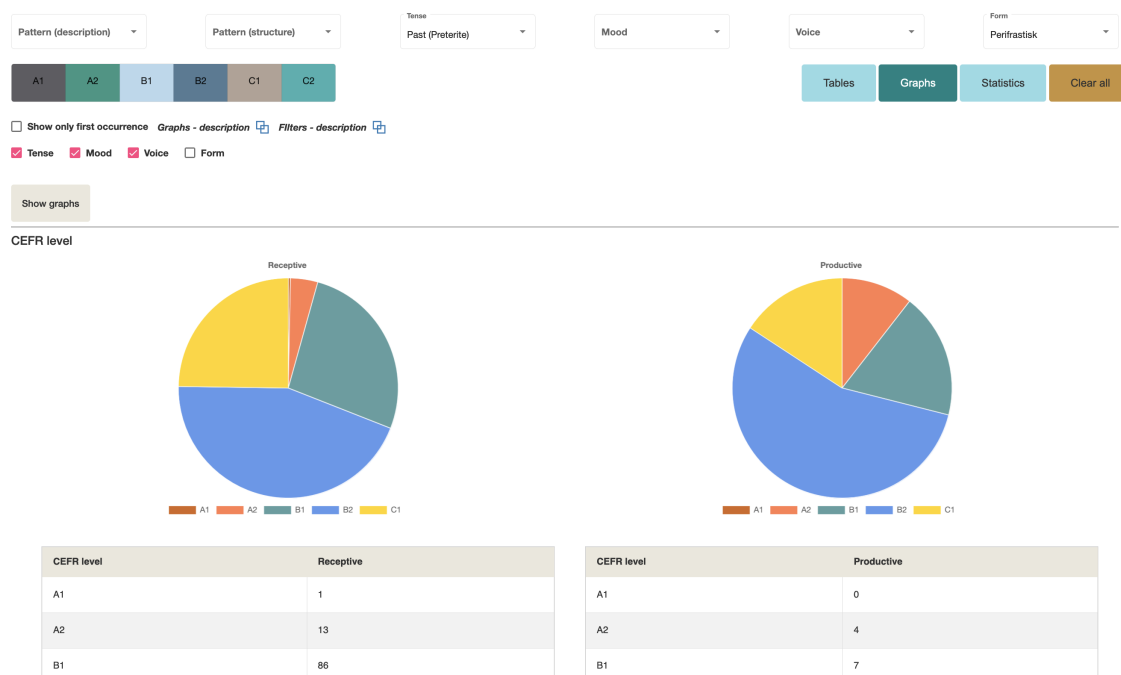 Tense
Form
Pattern (description)
Pattern (structure)
Past (Preterite)
Mood
Voice
Perifrastisk
A1 A2 B1 B2 C1 C2
Tables Graphs Statistics Clear all
Show only first occurrence Graphs - description FIlters - description
Tense Mood Voice Form
Show graphs
CEFR level
Receptive
A1 A2 B1 B2 C1
Productive
A1 A2 B1 B2 C1
CEFR level Receptive
A1 1
A2 13
B1 86
CEFR level Productive
A1 0
A2 4
B1 7